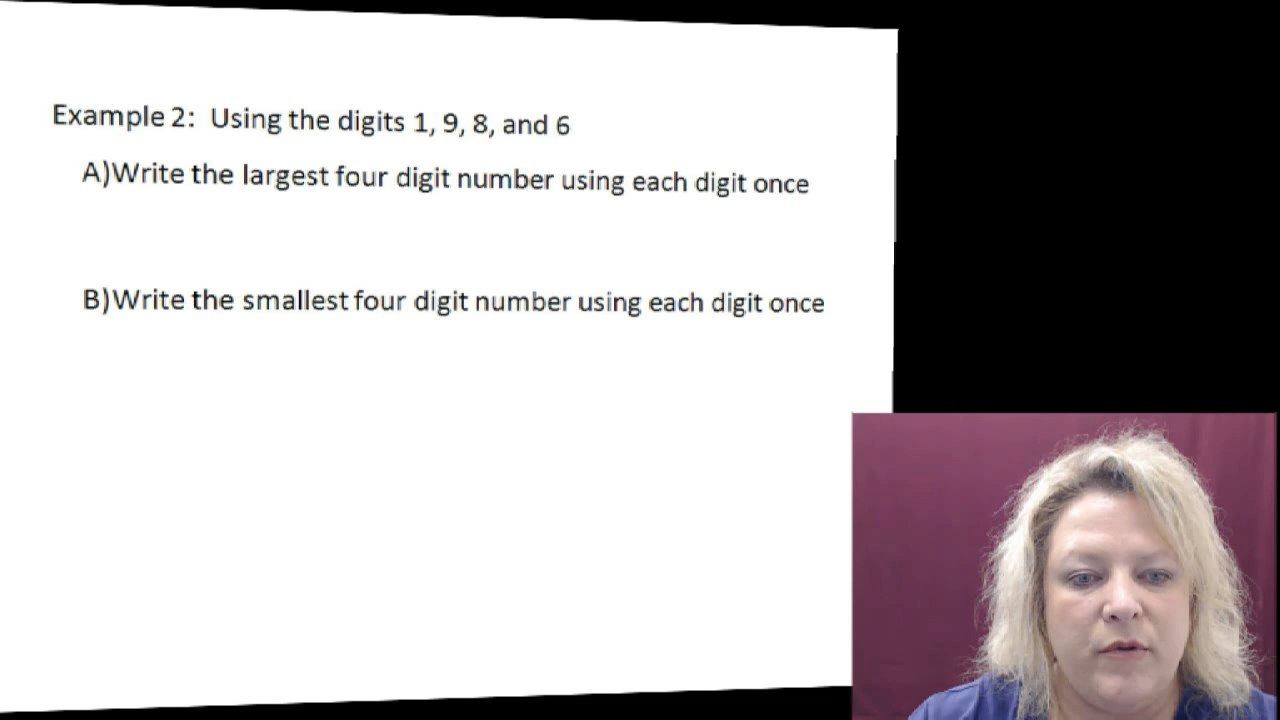 Example 2: Using the digits 1, 9, 8, and 6
A)Write the largest four digit number using each digit once
B)Write the smallest four digit number using each digit once